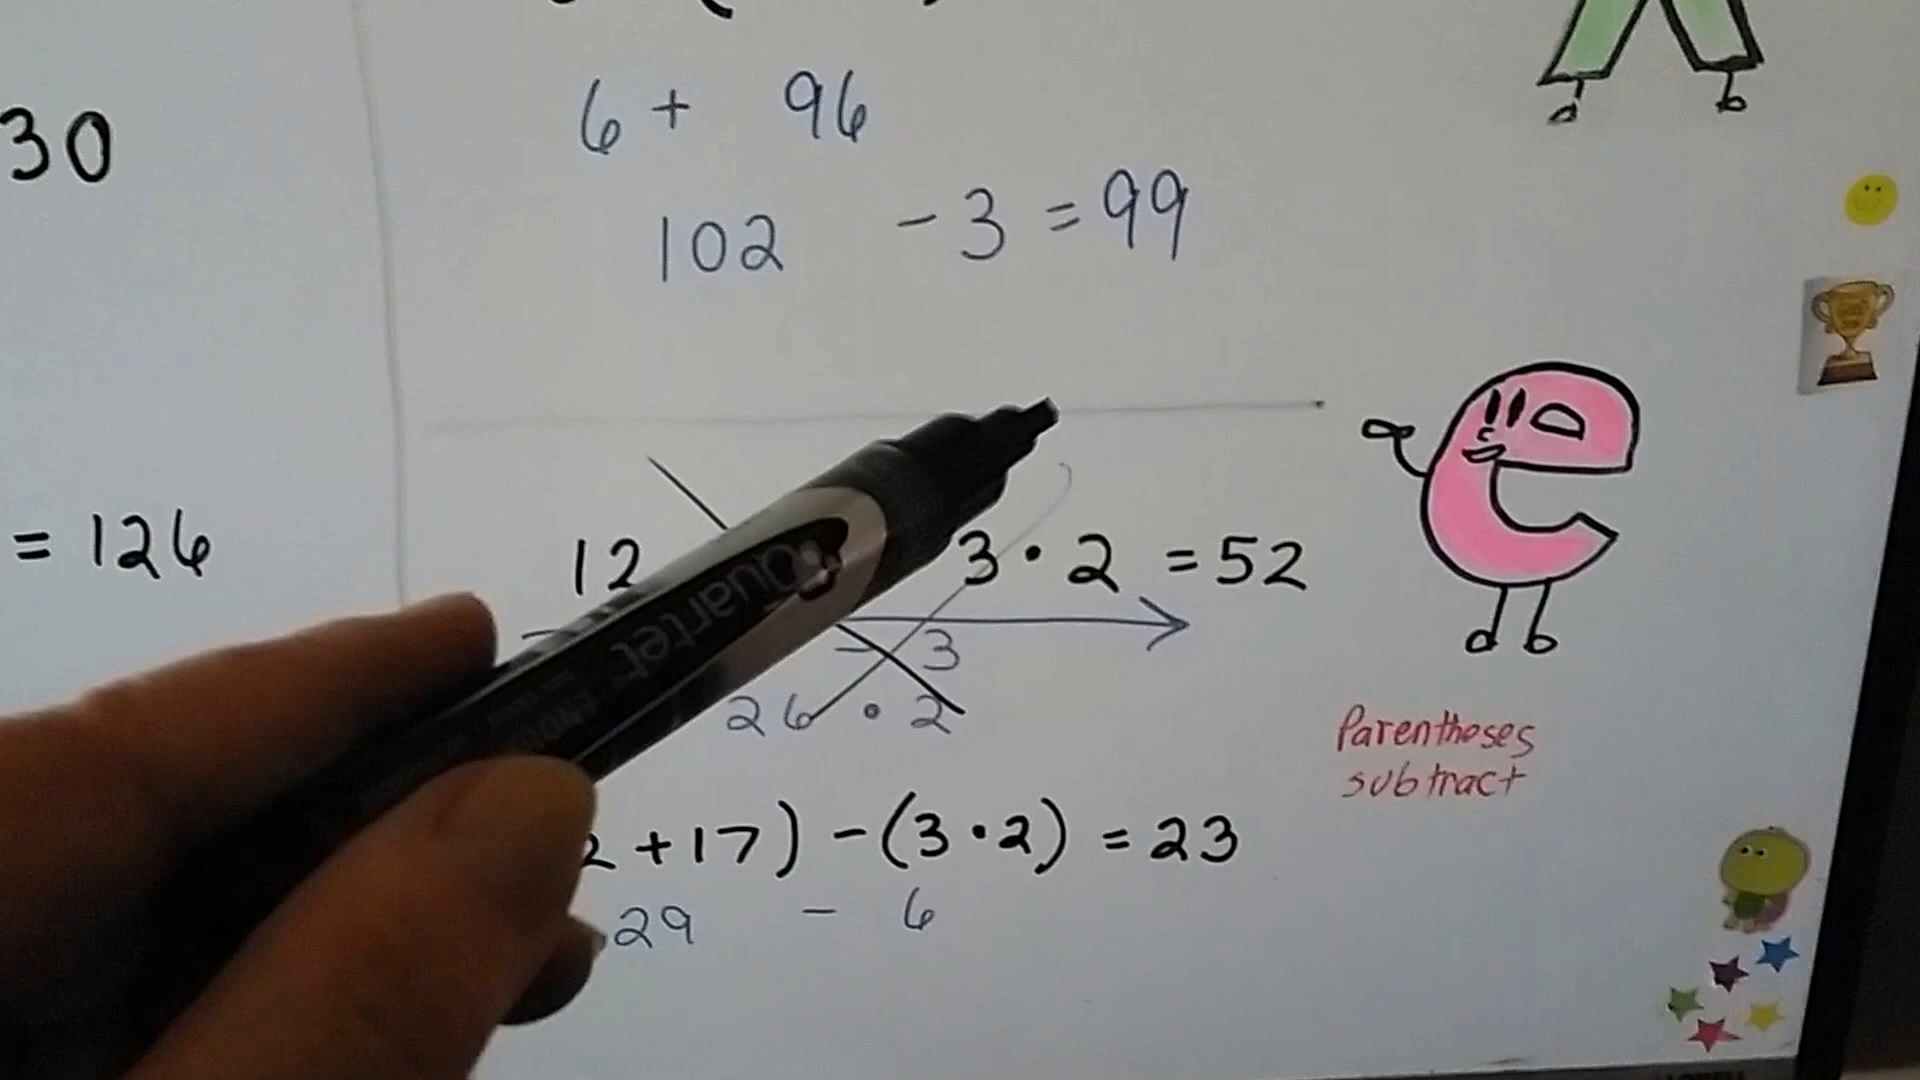 6 + 96
30
102 - 3 = 99
= 126
12 3 · 2 = 52
- 3
26 · 2
Quartet
Parentheses
subtract
2 + 17) - (3 · 2) = 23
29 - 6